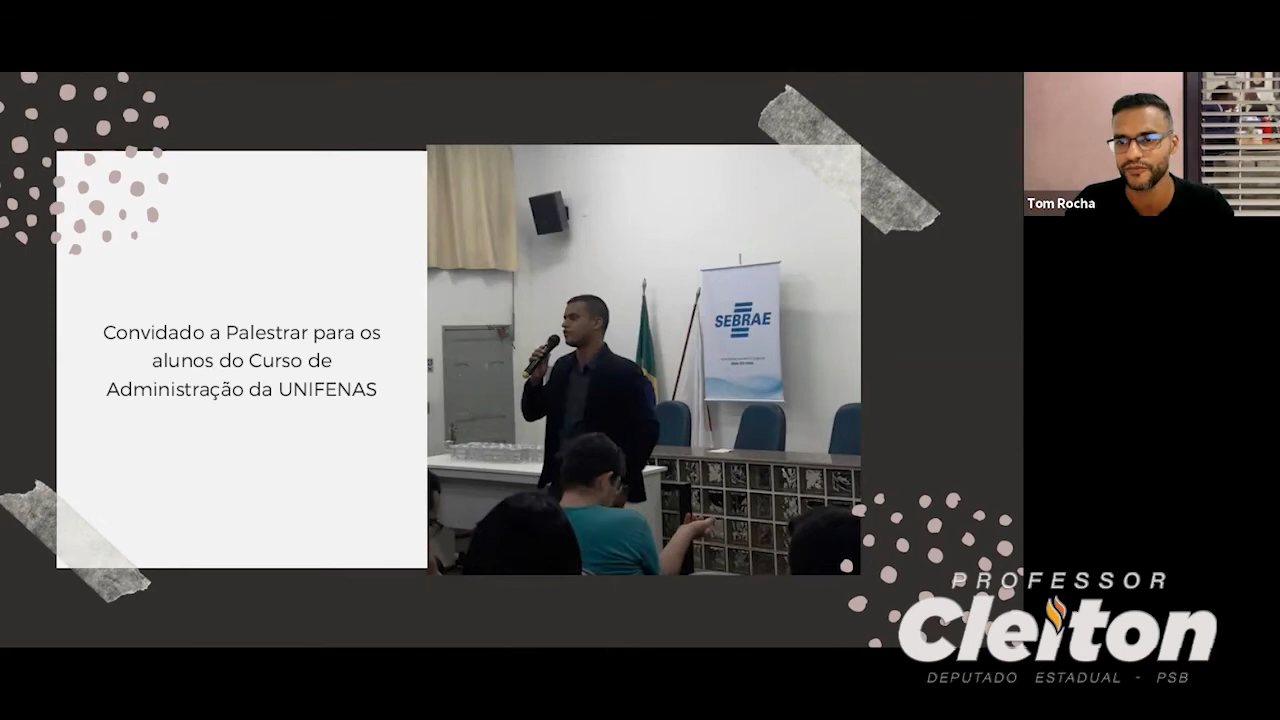 Convidado a Palestrar para os
alunos do Curso de
Administração da UNIFENAS
SEBRAE
Tom Rocha
PROFESSOR
Cleiton
DEPUTADO ESTADUAL - PSB